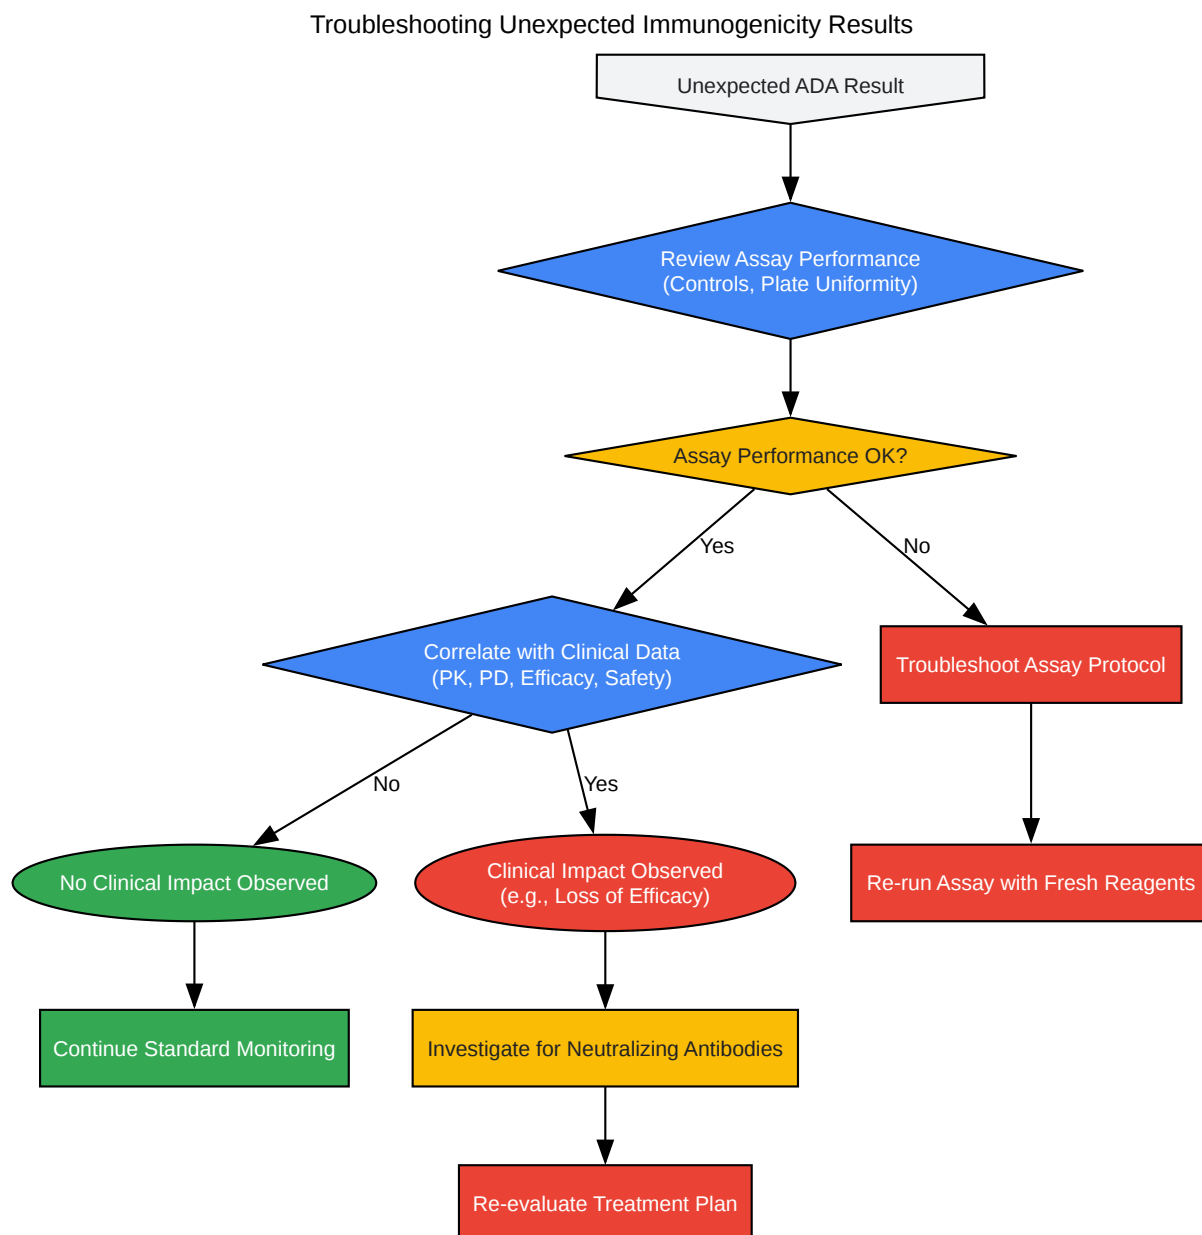 Troubleshooting Unexpected Immunogenicity Results
Unexpected ADA Result
Review Assay Performance
(Controls, Plate Uniformity)
Assay Performance OK?
Yes
No
Correlate with Clinical Data
(PK, PD, Efficacy, Safety)
Troubleshoot Assay Protocol
No
Yes
No Clinical Impact Observed
Clinical Impact Observed
(e.g., Loss of Efficacy)
Re-run Assay with Fresh Reagents
Continue Standard Monitoring
Investigate for Neutralizing Antibodies
Re-evaluate Treatment Plan